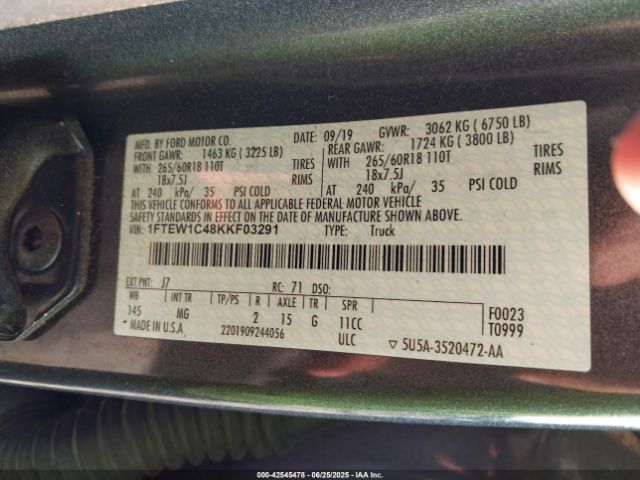 MFD. BY FORD MOTOR CO.
DATE: 09/19 GVWR: 3062 KG ( 6750 LB)
FRONT GAWR: 1463 KG ( 3225 LB)
REAR GAWR: 1724 KG ( 3800 LB)
WITH 265/60R18 110T TIRES
265/60R18 110T TIRES
18x7.5J RIMS
WITH 18x7.5J RIMS
AT 240 kPa/ 35 PSI COLD
AT 240 kPa/ 35 PSI COLD
THIS VEHICLE CONFORMS TO ALL APPLICABLE FEDERAL MOTOR VEHICLE
SAFETY STANDARDS IN EFFECT ON THE DATE OF MANUFACTURE SHOWN ABOVE.
VIN: 1FTEW1C48KKF03291 TYPE: Truck
EXT PNT: J7 RC: 71 DSO:
WB INT TR TP/PS R AXLE TR SPR
145 MG 2 15 G 11CC
F0023
T0999
MADE IN U.S.A 2201909244056 ULC ▽ 5U5A-3520472-AA
000-42545478 - 06/25/2025 - IAAI, Inc.